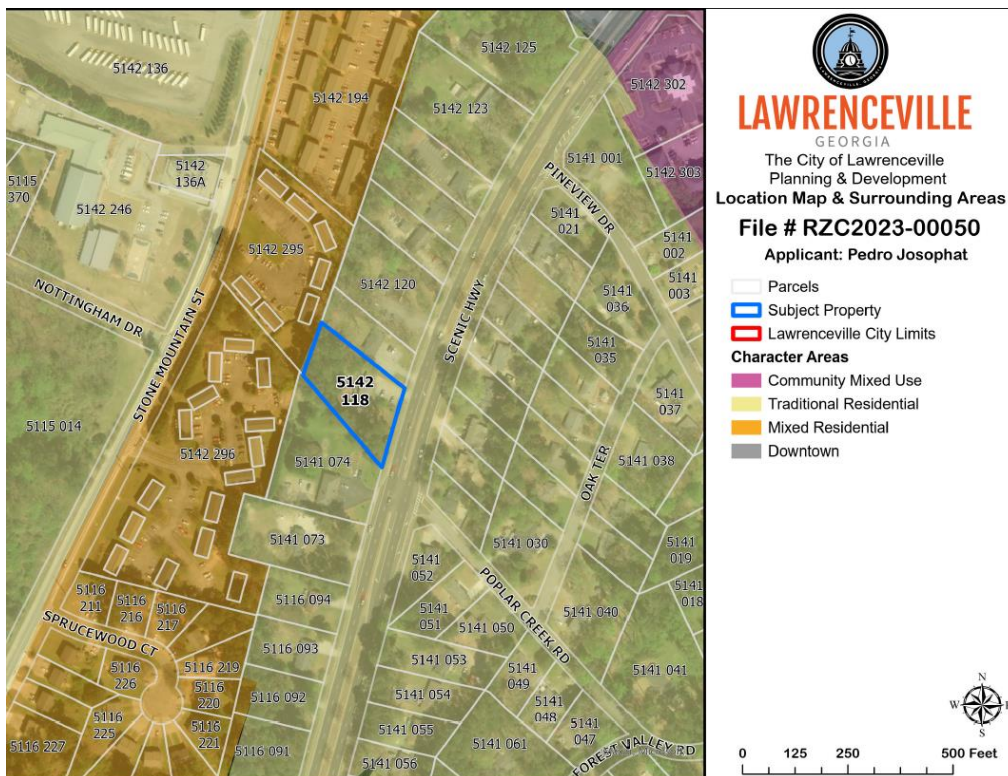 5142 125
5142 136
5142 302
5142 194
5142 123
5141 001
5142
136A
5142 303
5115
370
PINEVIEW DR
5142 246
5141
021
5142 295
5141
002
5142 120
5141
003
5141
036
NOTTINGHAM DR
SCENIC HWY
STONE MOUNTAIN ST
5141
035
5142
118
5141
037
5115 014
5142 296
5141 074
OAK TER
5141 038
5141 073
5141 030
5141
019
5141
052
5141
018
5116
211
5116
216
5116
217
5116 094
POPLAR CREEK RD
5141
051
5141 050
5141 040
SPRUCEWOOD CT
5116 093
5116 219
5141 053
5141 041
5116
226
5116
220
5116 092
5141 054
5141
049
5141
048
5116
225
5116
221
5141 055
5141
047
5116 227
5116 091
5141 061
5141 056
FOREST VALLEY RD
LAWRENCEVILLE
GEORGIA
The City of Lawrenceville
Planning & Development
Location Map & Surrounding Areas
File # RZC2023-00050
Applicant: Pedro Josophat
Parcels
Subject Property
Lawrenceville City Limits
Character Areas
Community Mixed Use
Traditional Residential
Mixed Residential
Downtown
N
W
E
S
0 125 250 500 Feet